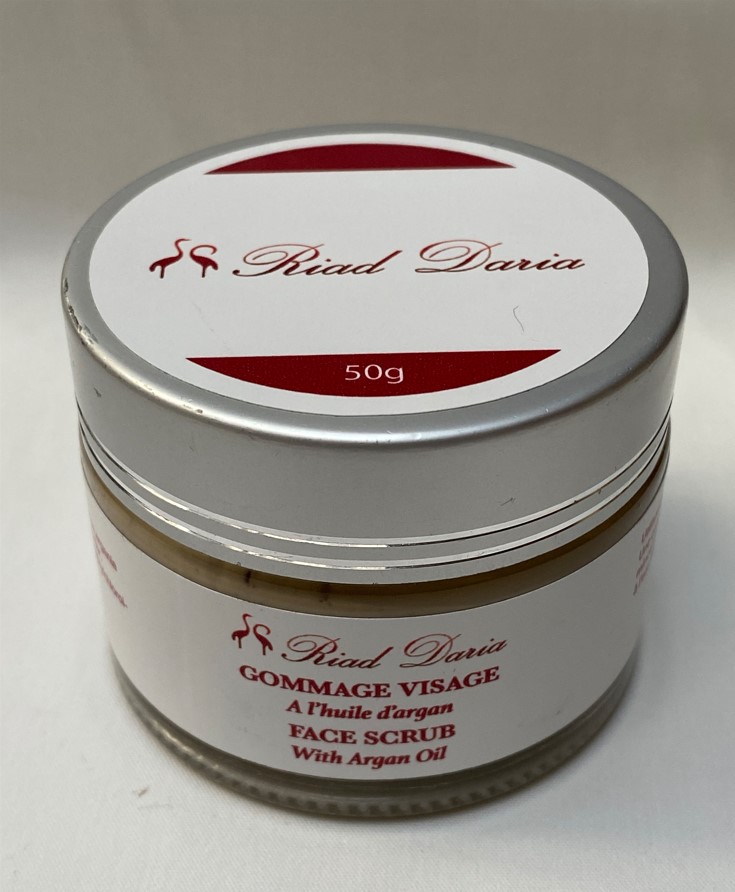 Riad Daria
50g
Riad Daria
GOMMAGE VISAGE
A l'huile d'argan
FACE SCRUB
With Argan Oil